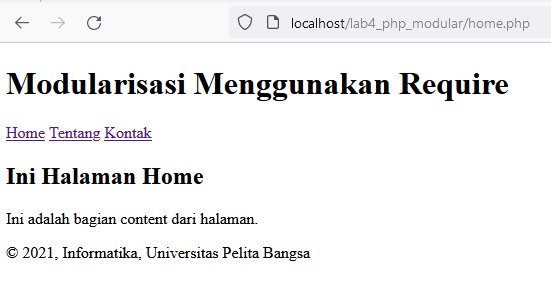 localhost/lab4_php_modular/home.php
Modularisasi Menggunakan Require
Home Tentang Kontak
Ini Halaman Home
Ini adalah bagian content dari halaman.
© 2021, Informatika, Universitas Pelita Bangsa